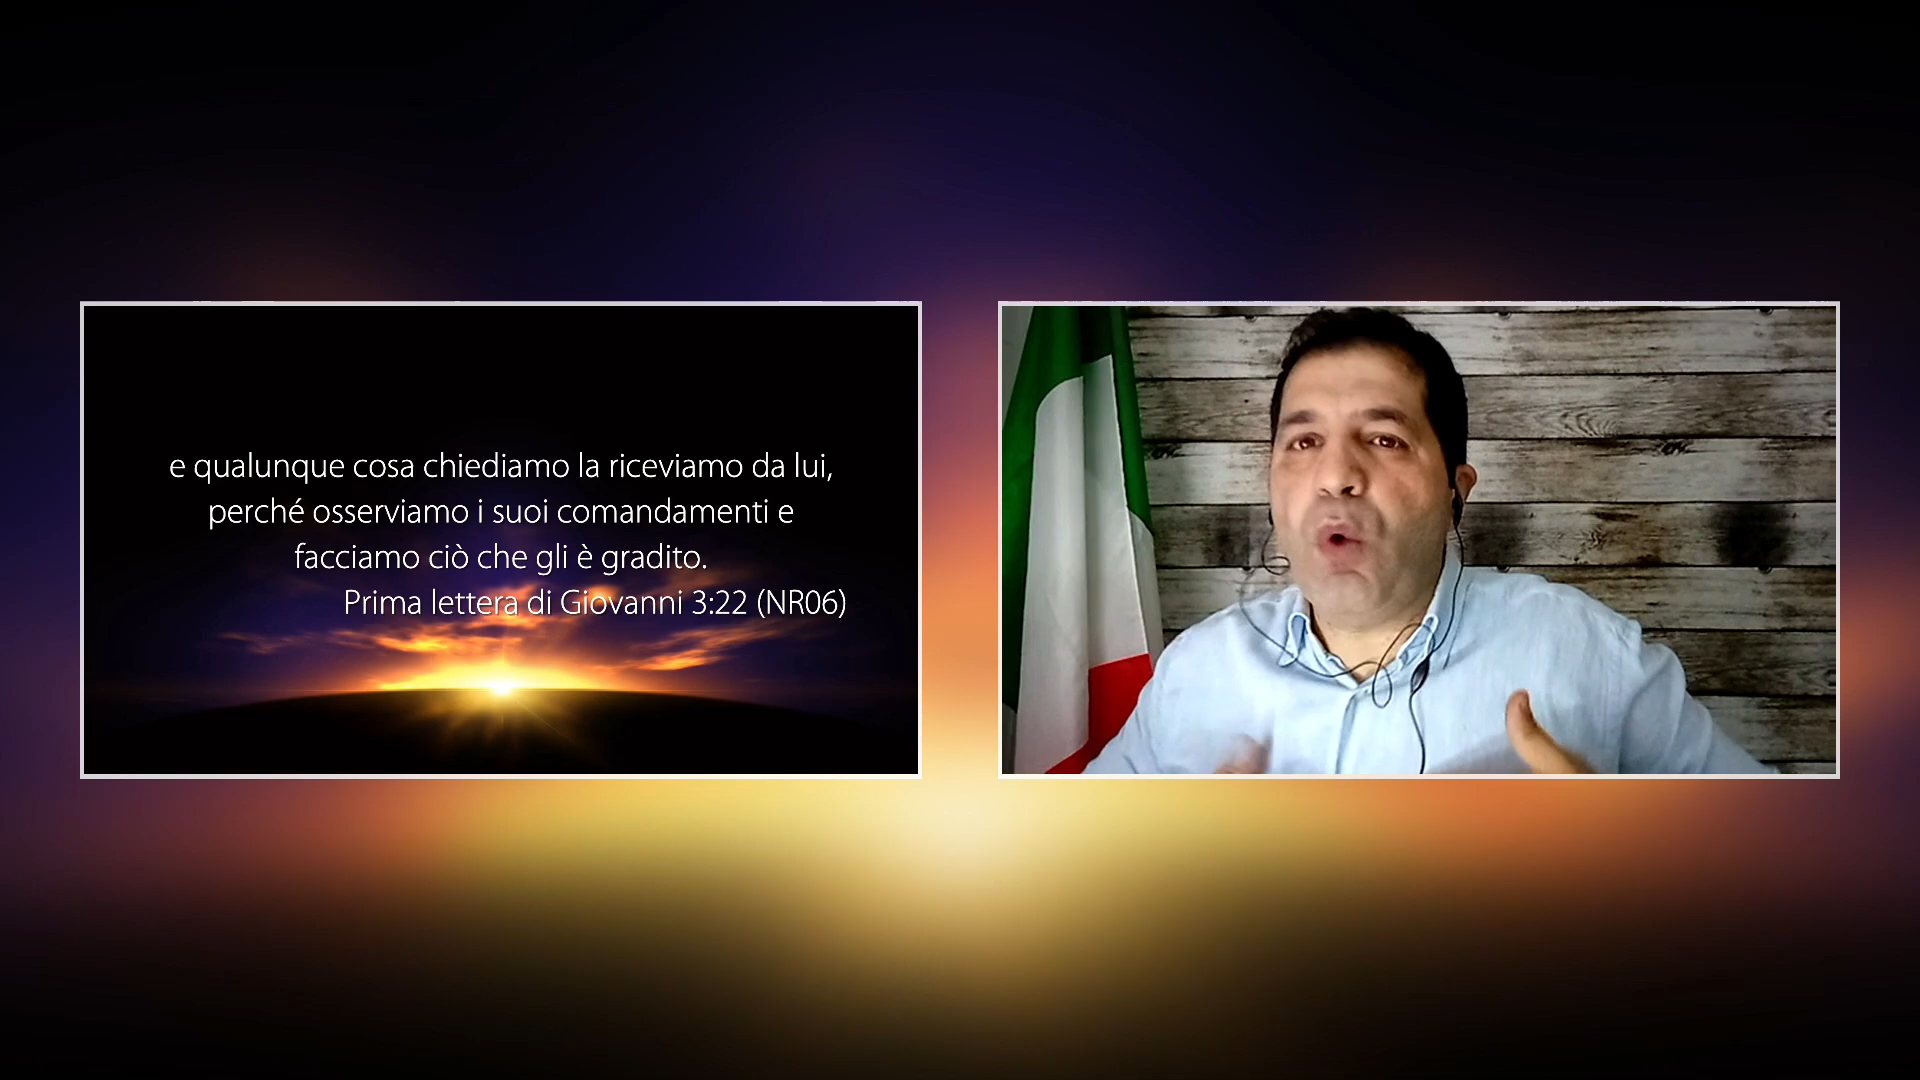 e qualunque cosa chiediamo la riceviamo da lui,
perché osserviamo i suoi comandamenti e
facciamo ciò che gli è gradito.
Prima lettera di Giovanni 3:22 (NR06)